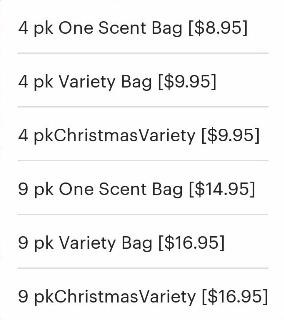 4 pk One Scent Bag [$8.95]
4 pk Variety Bag [$9.95]
4 pkChristmasVariety [$9.95]
9 pk One Scent Bag [$14.95]
9 pk Variety Bag [$16.95]
9 pkChristmasVariety [$16.95]